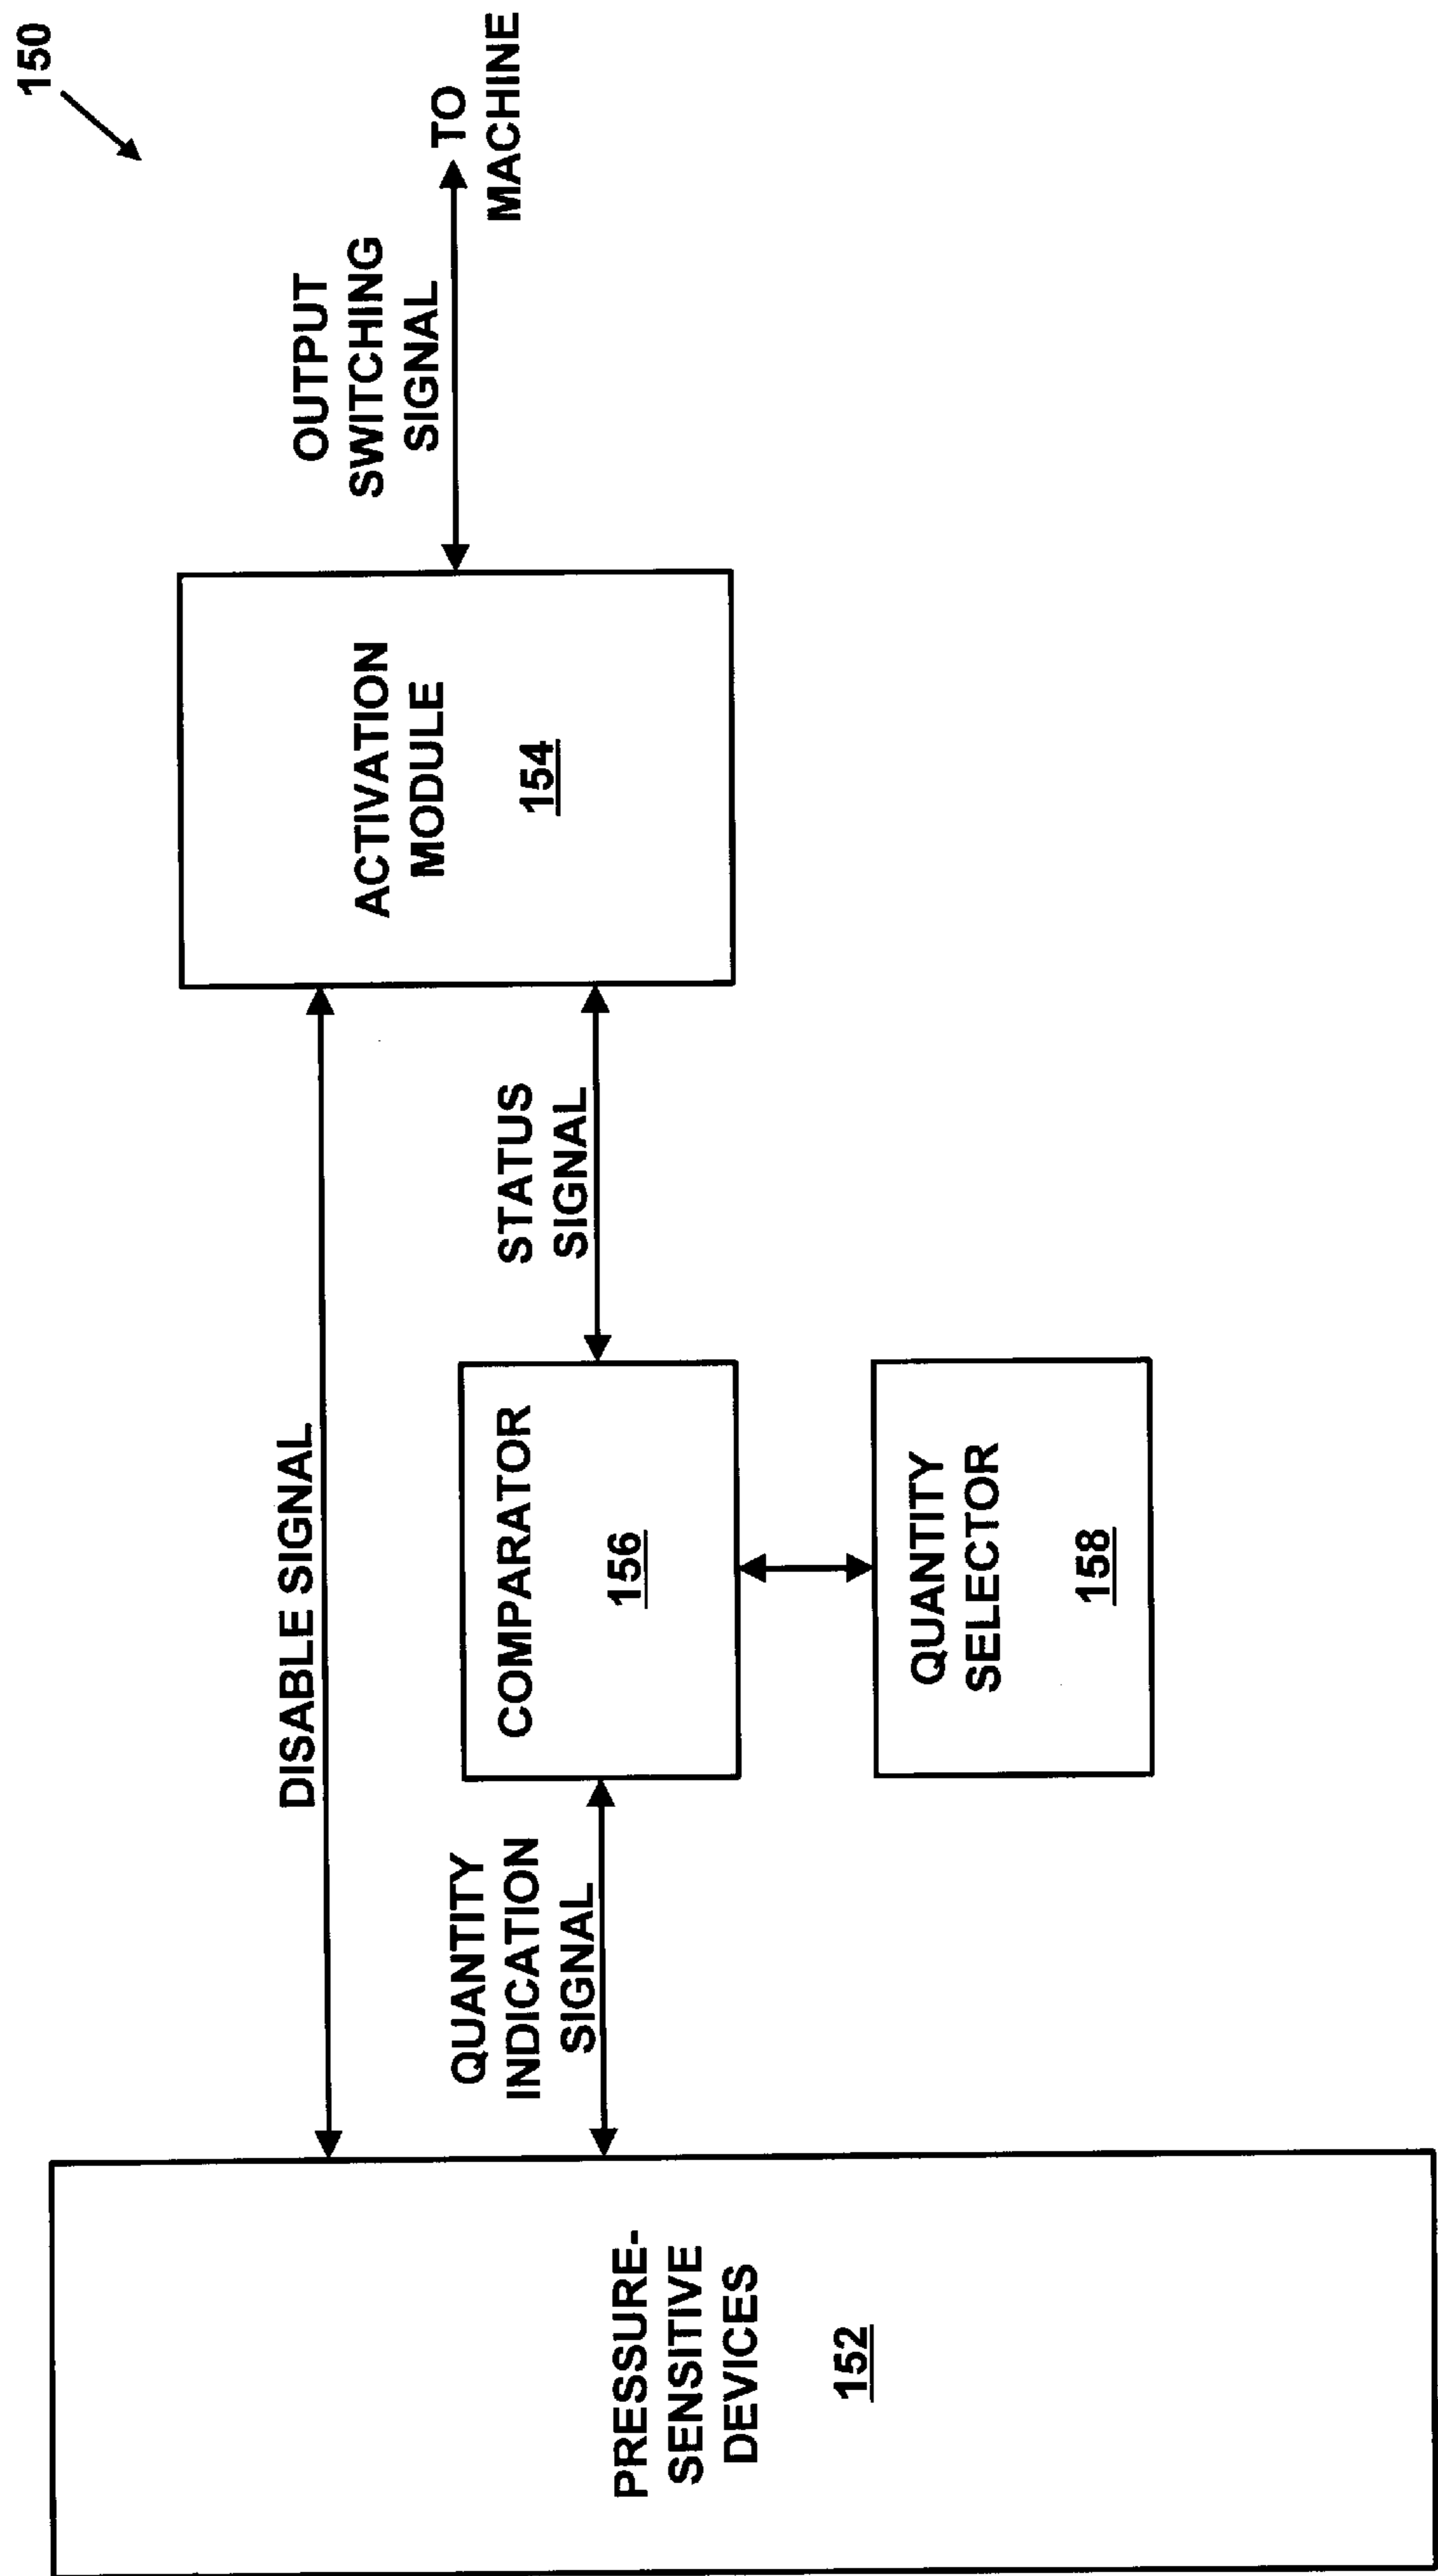 150
DISABLE SIGNAL
OUTPUT
SWITCHING
SIGNAL
TO
MACHINE
ACTIVATION
MODULE
154
QUANTITY
INDICATION
SIGNAL
COMPARATOR
156
STATUS
SIGNAL
PRESSURE-
SENSITIVE
DEVICES
152
QUANTITY
SELECTOR
158